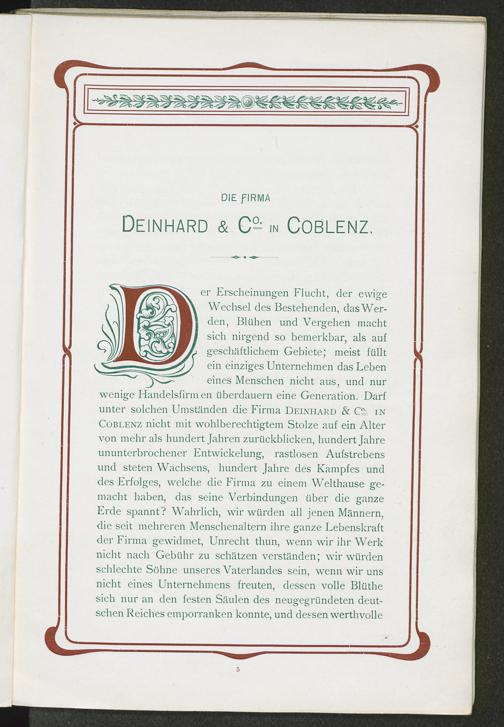 DIE FIRMA
DEINHARD & Co. IN COBLENZ.
Der Erscheinungen Flucht, der ewige
Wechsel des Bestehenden, das Wer-
den, Blühen und Vergehen macht
sich nirgend so bemerkbar, als auf
geschäftlichem Gebiete; meist füllt
ein einziges Unternehmen das Leben
eines Menschen nicht aus, und nur
wenige Handelsfirmen überdauern eine Generation. Darf
unter solchen Umständen die Firma DEINHARD & Co. IN
COBLENZ nicht mit wohlberechtigtem Stolze auf ein Alter
von mehr als hundert Jahren zurückblicken, hundert Jahre
ununterbrochener Entwickelung, rastlosen Aufstrebens
und steten Wachsens, hundert Jahre des Kampfes und
des Erfolges, welche die Firma zu einem Welthause ge-
macht haben, das seine Verbindungen über die ganze
Erde spannt? Wahrlich, wir würden all jenen Männern,
die seit mehreren Menschenaltern ihre ganze Lebenskraft
der Firma gewidmet, Unrecht thun, wenn wir ihr Werk
nicht nach Gebühr zu schätzen verständen; wir würden
schlechte Söhne unseres Vaterlandes sein, wenn wir uns
nicht eines Unternehmens freuten, dessen volle Blüthe
sich nur an den festen Säulen des neugegründeten deut-
schen Reiches emporranken konnte, und dessen werthvolle
5